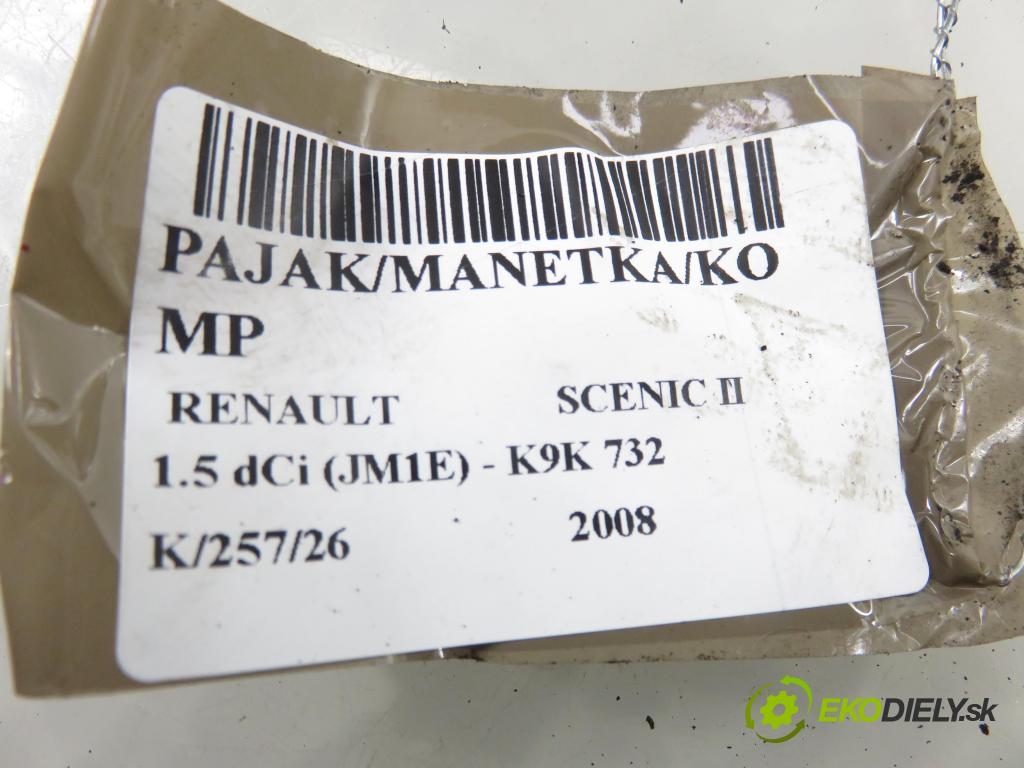 PAJAK/MANETKA/KO
MP
RENAULT SCENIC II
1.5 dCi (JM1E) - K9K 732
K/257/26 2008
EKODIELY.sk